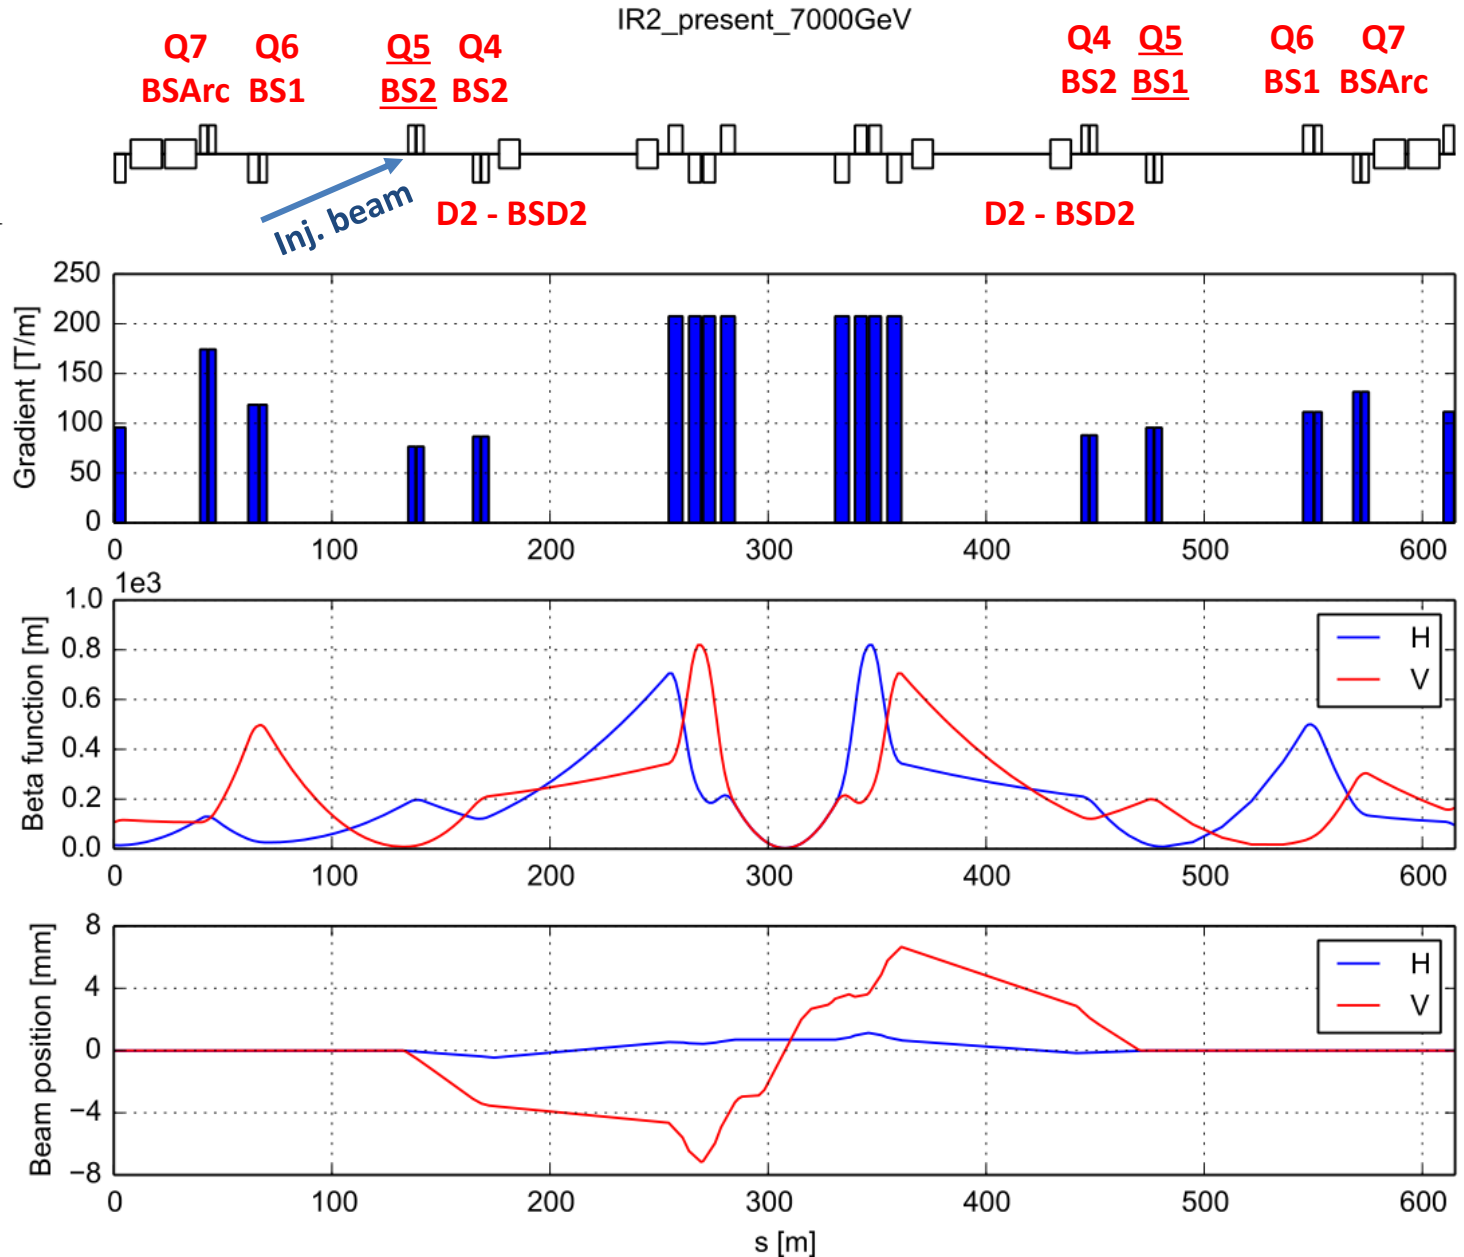 IR2_present_7000GeV
Q7 Q6 Q5 Q4 Q4 Q5 Q6 Q7
BSArc BS1 BS2 BS2 BS2 BS1 BS1 BSArc
Inj. beam
D2 - BSD2 D2 - BSD2
Gradient [T/m]
250
200
150
100
50
0
0 100 200 300 400 500 600
1e3
Beta function [m]
1.0
0.8
0.6
0.4
0.2
0.0
H
V
0 100 200 300 400 500 600
Beam position [mm]
8
4
0
−4
−8
H
V
0 100 200 300 400 500 600
s [m]